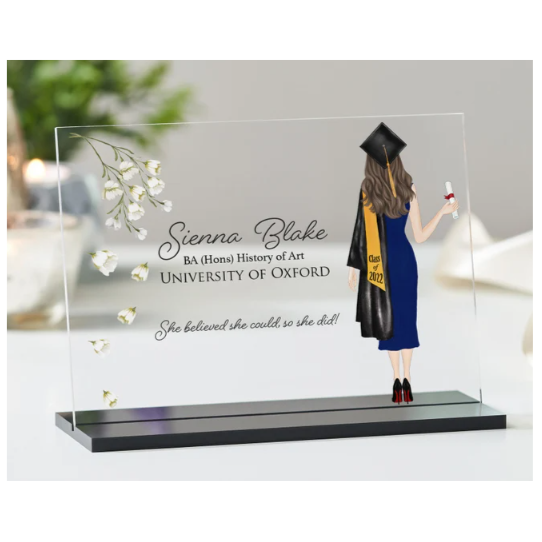 Sienna Blake
BA (Hons) History of Art
UNIVERSITY OF OXFORD
She believed she could, so she did!
Class
of
2022